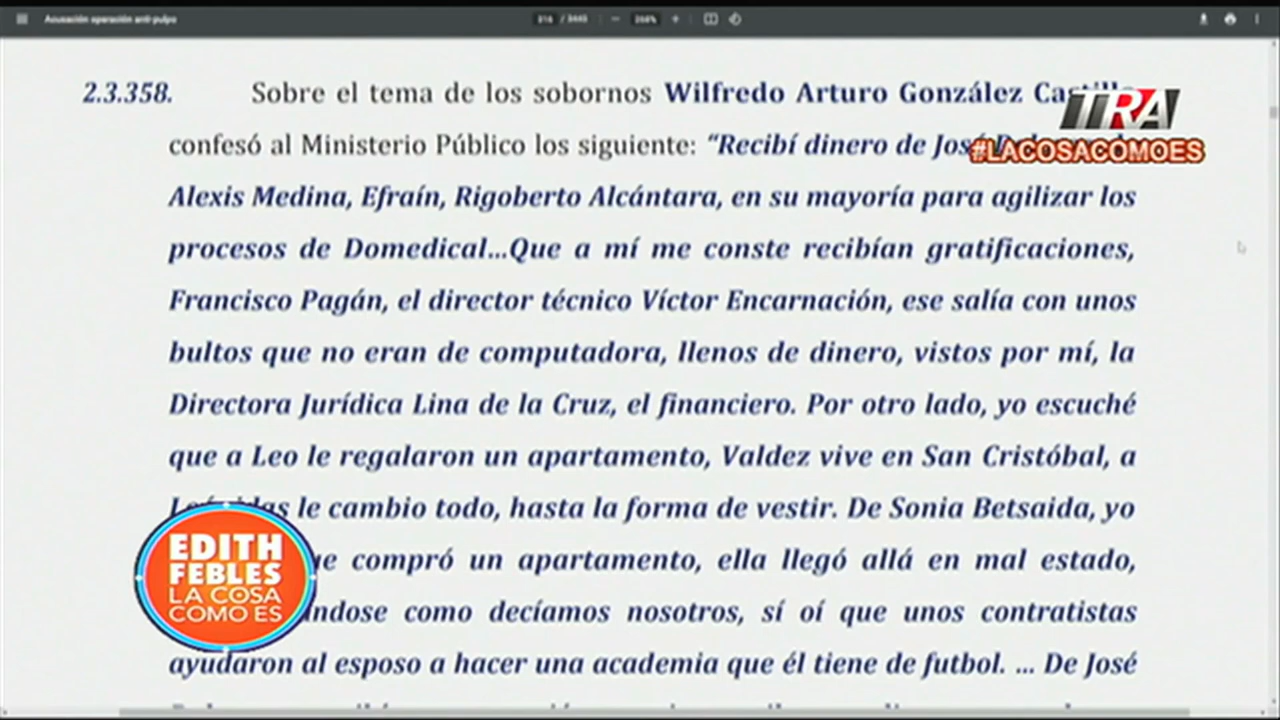 Acusación operación anti-pulpo
316 / 3445
268%
2.3.358. Sobre el tema de los sobornos Wilfredo Arturo González
TRA
confesó al Ministerio Público los siguiente: “Recibí dinero de
#LACOSACOMOES
Alexis Medina, Efraín, Rigoberto Alcántara, en su mayoría para agilizar los
procesos de Domedical...Que a mí me conste recibían gratificaciones,
Francisco Pagán, el director técnico Víctor Encarnación, ese salía con unos
bultos que no eran de computadora, llenos de dinero, vistos por mí, la
Directora Jurídica Lina de la Cruz, el financiero. Por otro lado, yo escuché
que a Leo le regalaron un apartamento, Valdez vive en San Cristóbal, a
le cambio todo, hasta la forma de vestir. De Sonia Betsaida, yo
compró un apartamento, ella llegó allá en mal estado,
como decíamos nosotros, sí oí que unos contratistas
ayudaron al esposo a hacer una academia que él tiene de futbol. ... De José
EDITH
FEBLES
LA COSA
COMO ES